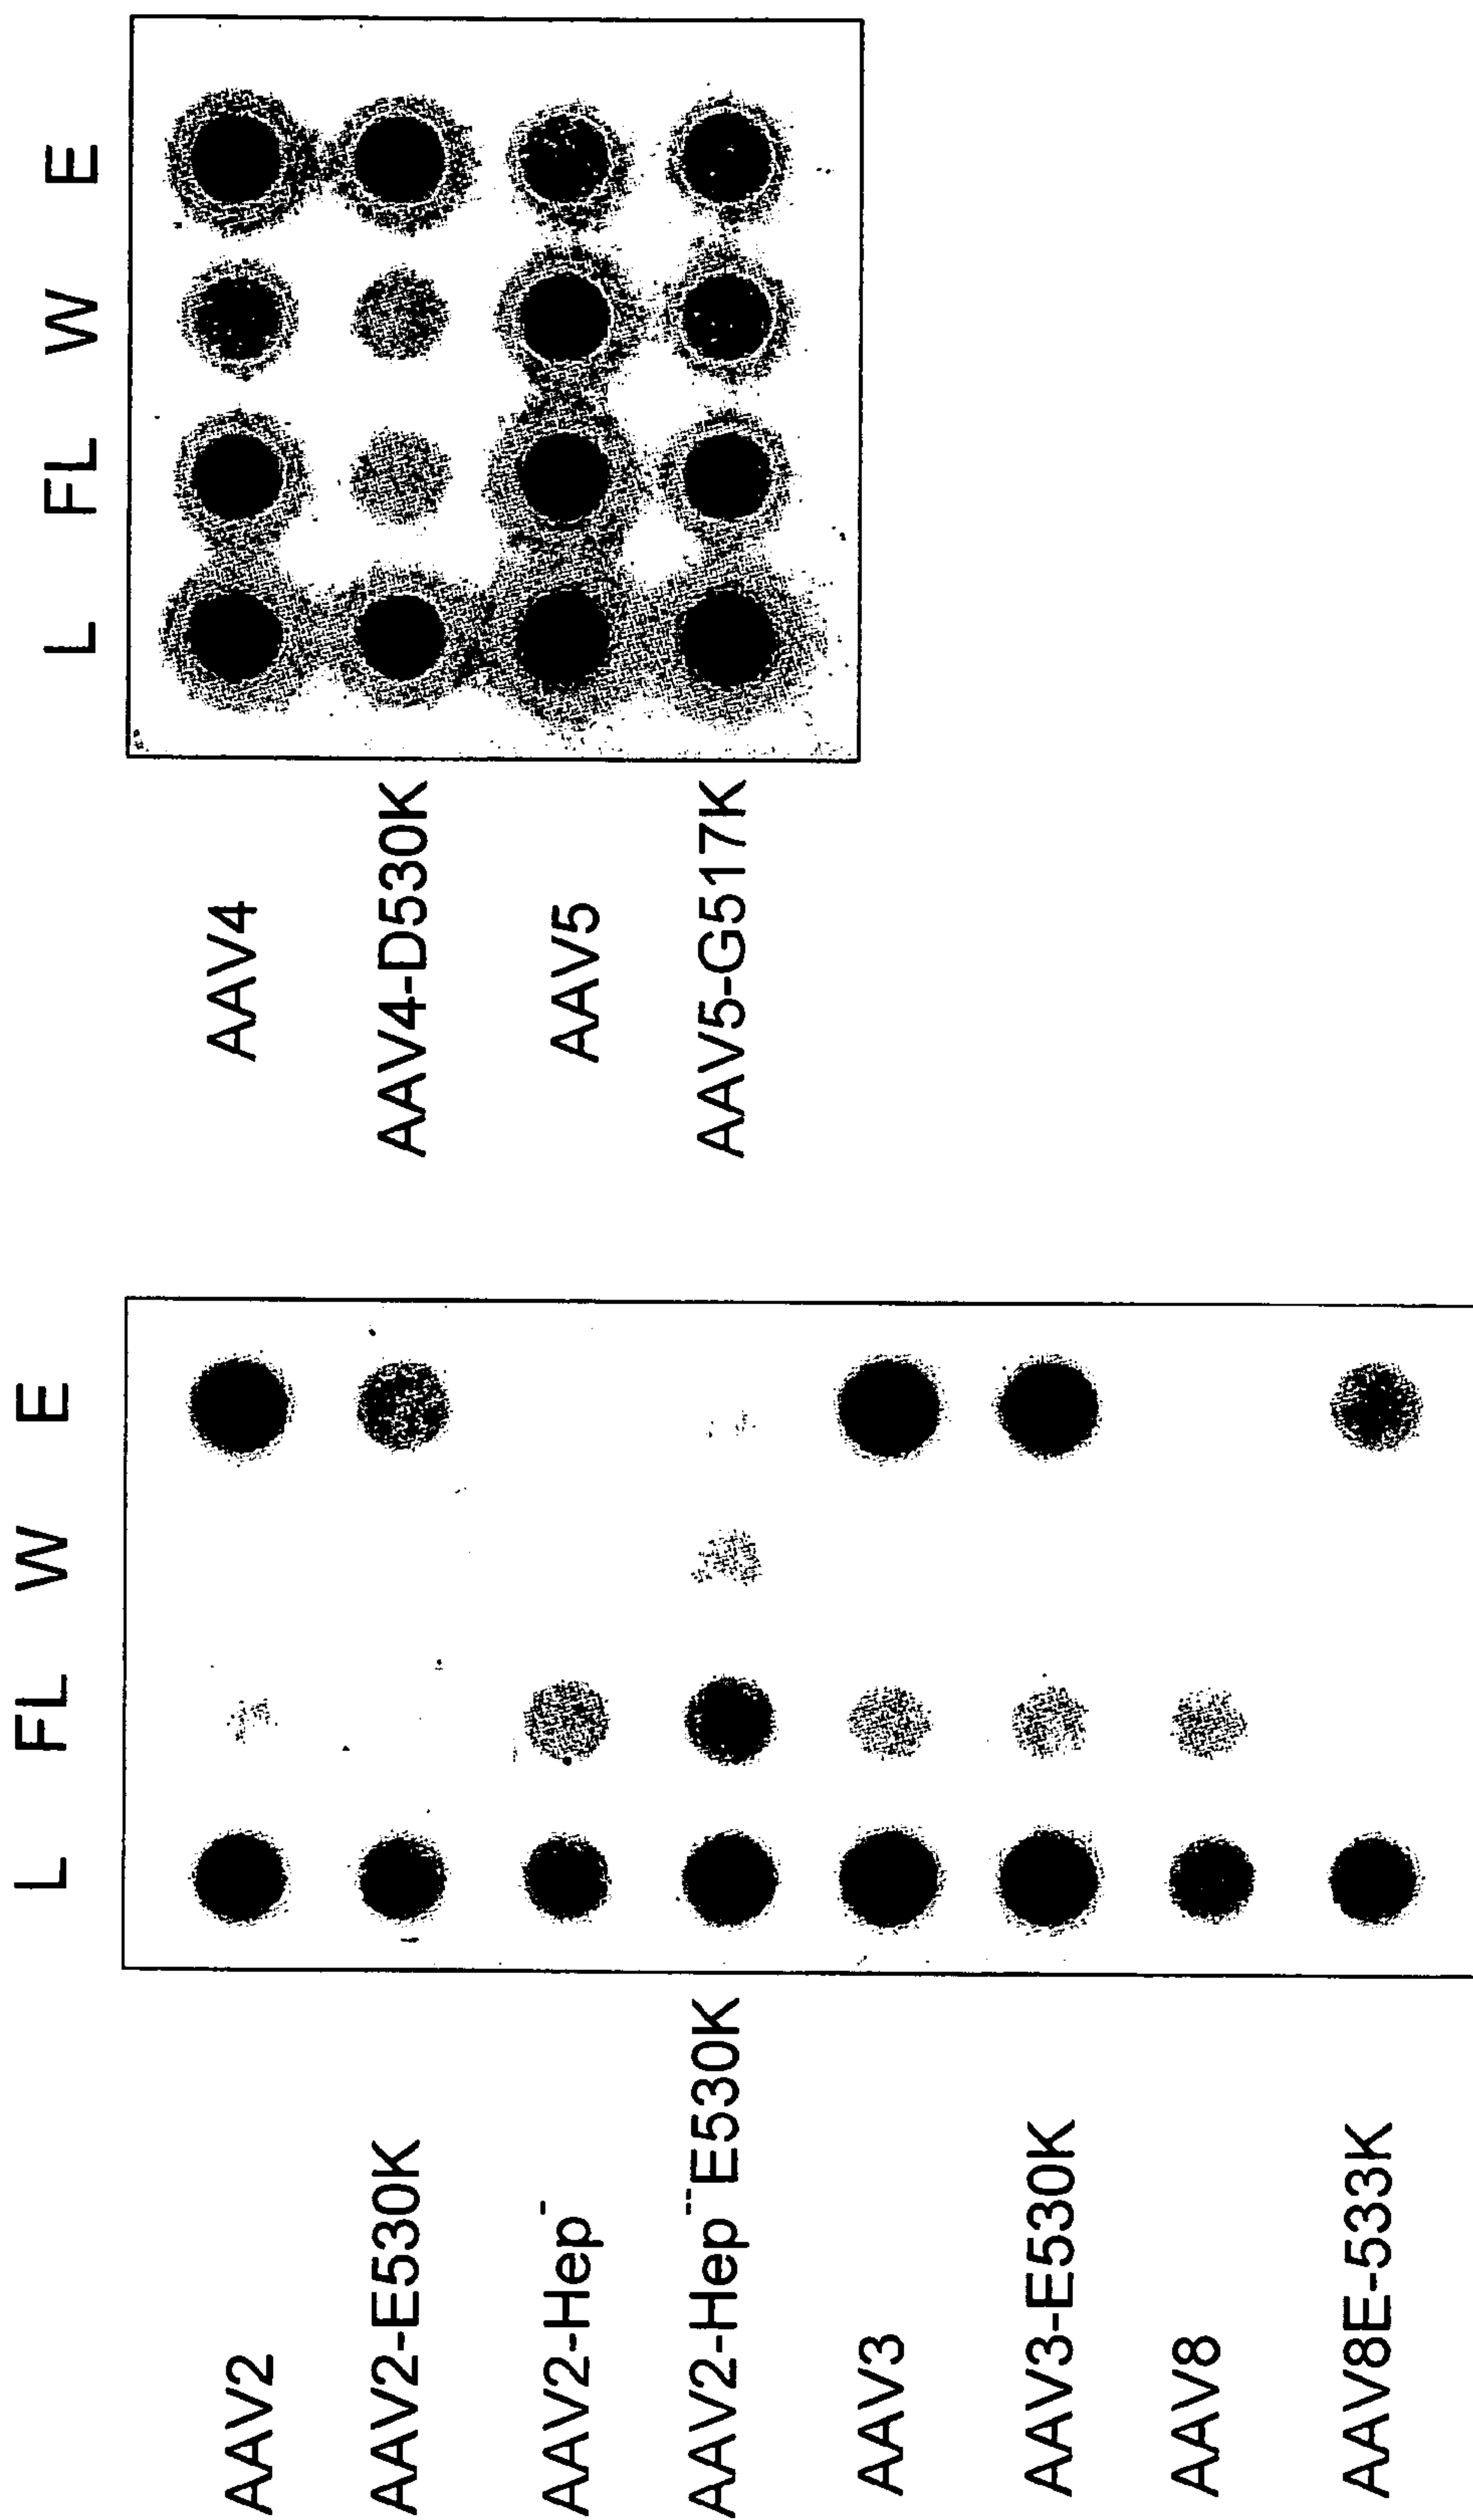 L FL W E
AAV2
AAV2-E530K
AAV2-Hep⁻
AAV2-Hep⁻⁻E530K
AAV3
AAV3-E530K
AAV8
AAV8E-533K
L FL W E
AAV4
AAV4-D530K
AAV5
AAV5-G517K